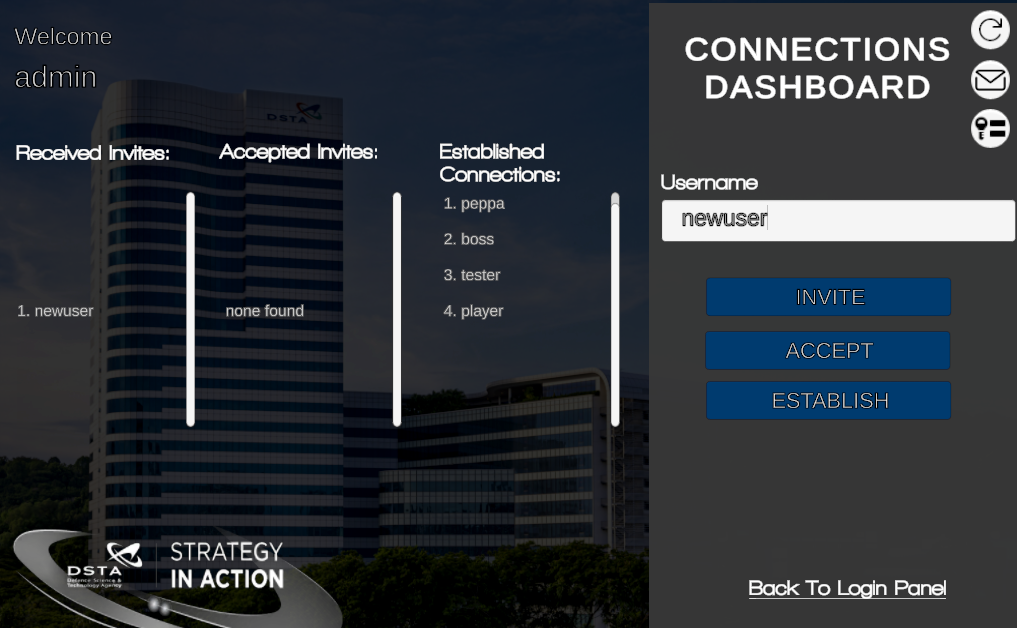 Welcome
admin
DSTA
Received Invites:
Accepted Invites:
Established
Connections:
1. newuser
none found
1. peppa
2. boss
3. tester
4. player
DSTA
Defence Science &
Technology Agency
STRATEGY
IN ACTION
CONNECTIONS
DASHBOARD
Username
newuser
INVITE
ACCEPT
ESTABLISH
Back To Login Panel